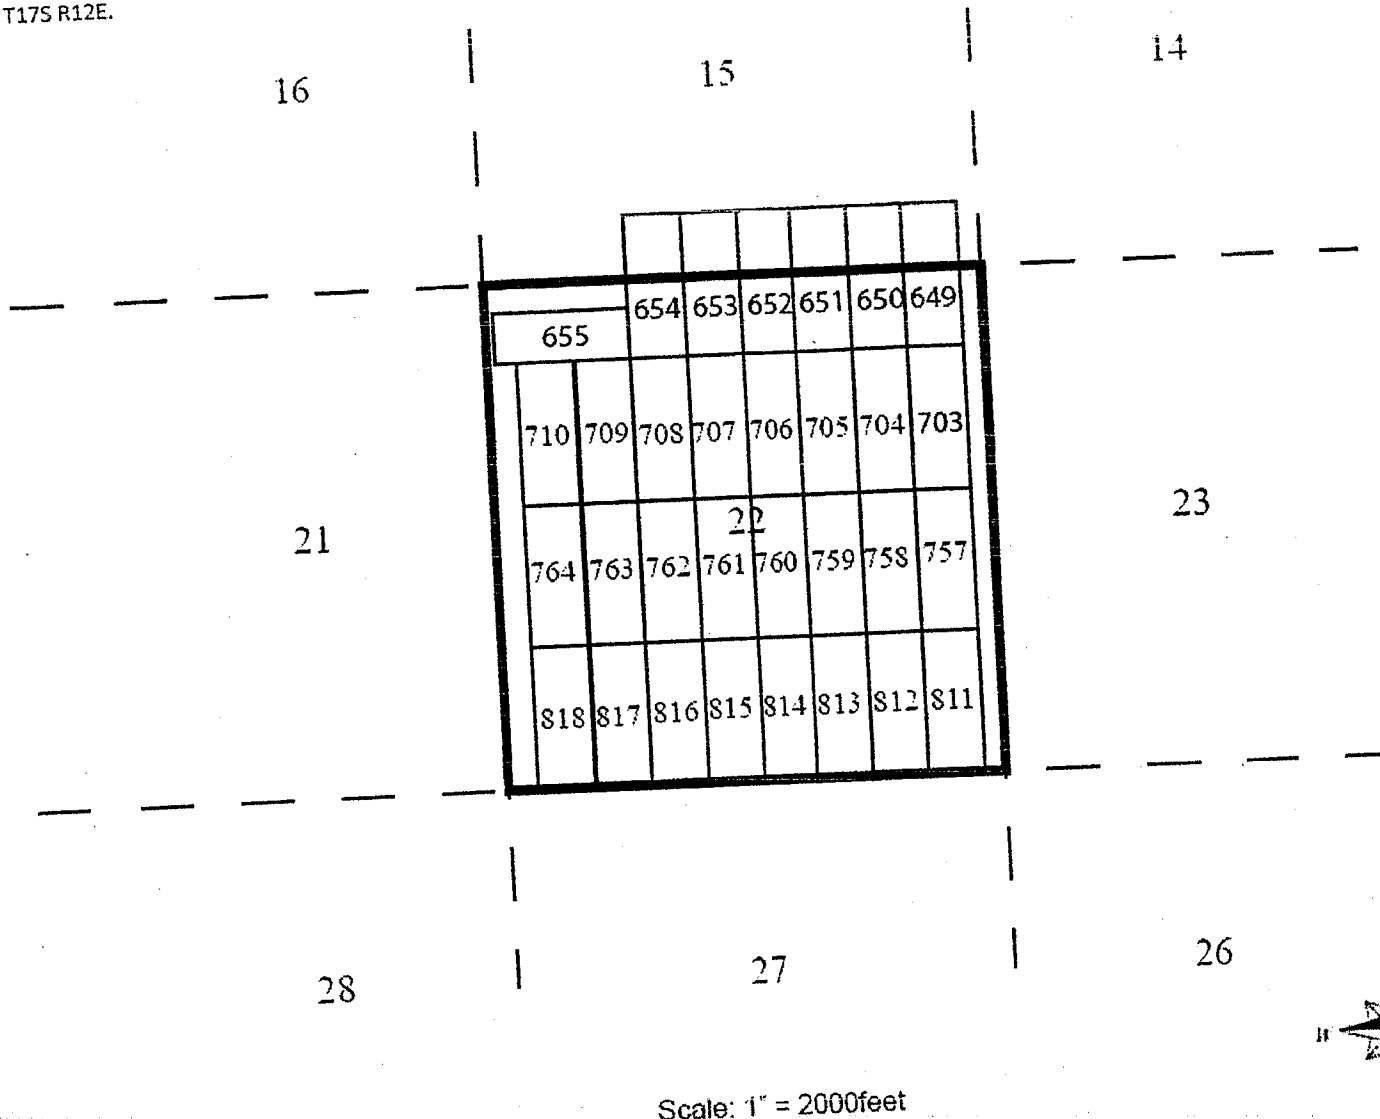 T17S R12E.
16 15 14
654 653 652 651 650 649
655
710 709 708 707 706 705 704 703
22
21 23
764 763 762 761 760 759 758 757
818 817 816 815 814 813 812 811
28 27 26
Scale: 1" = 2000feet